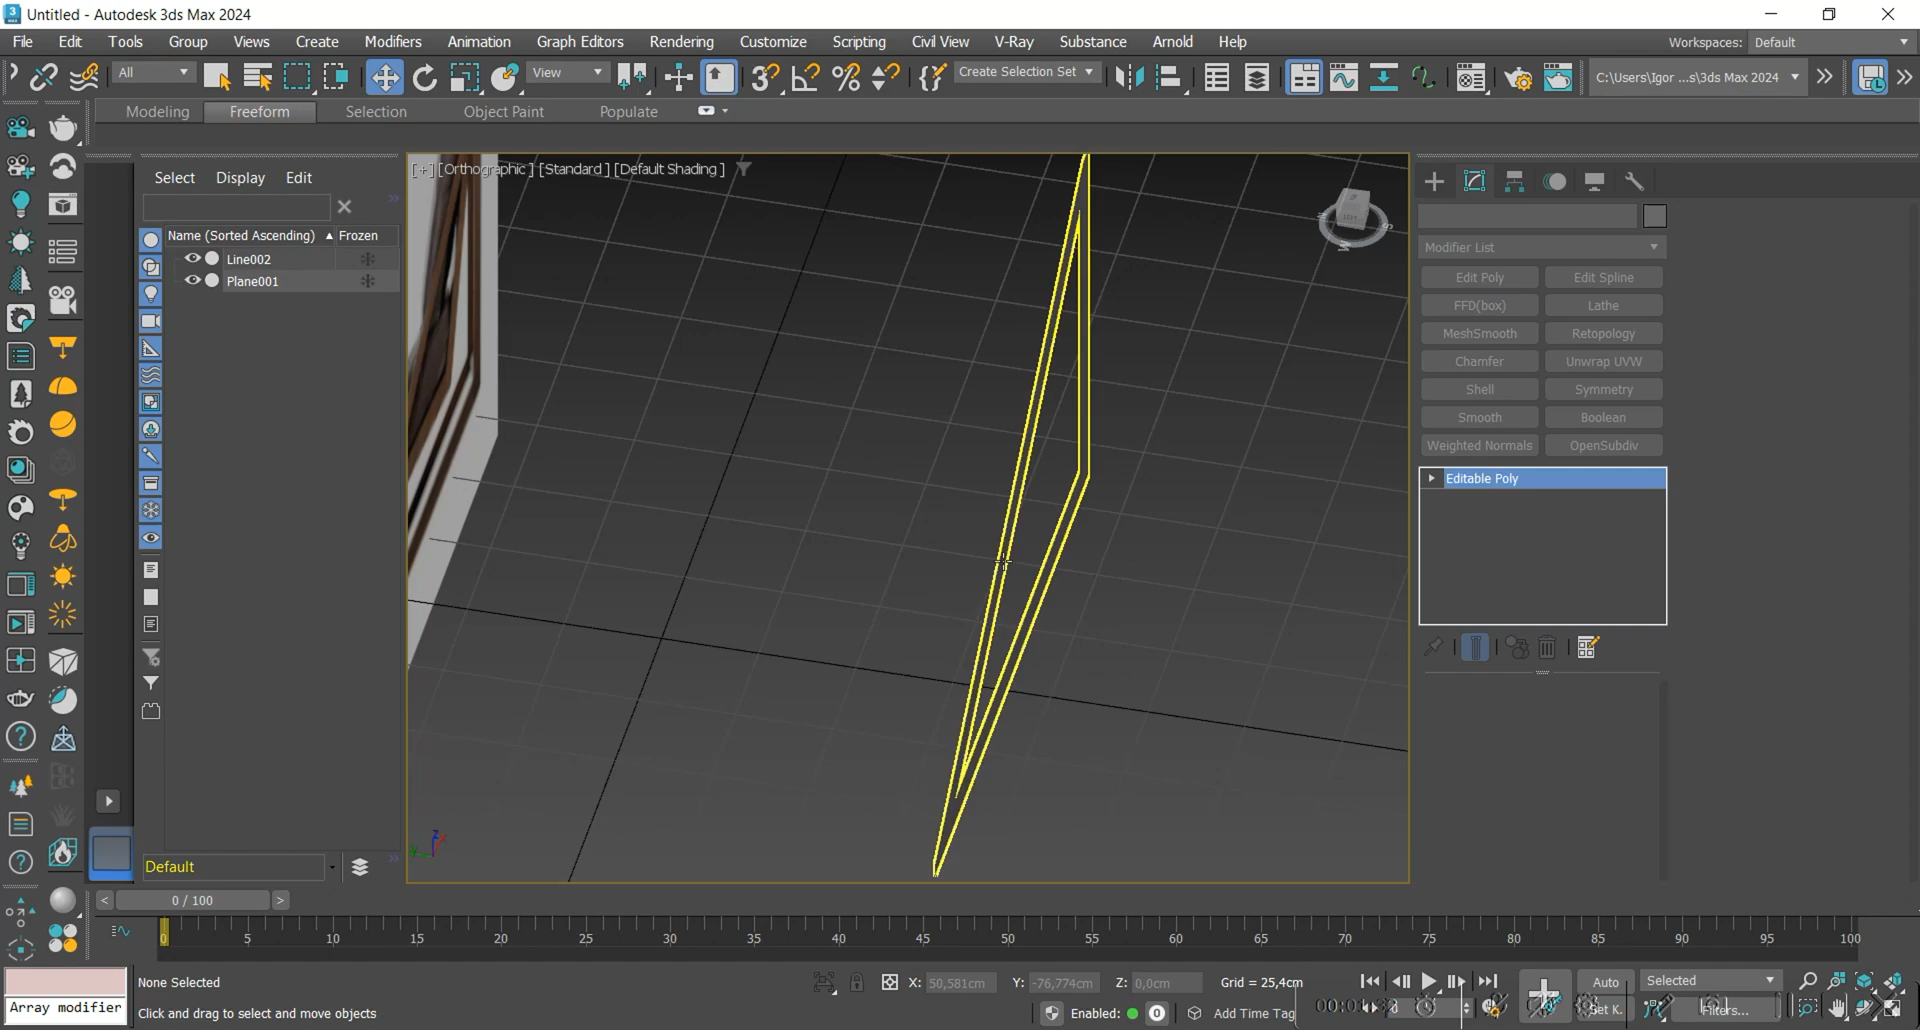 Untitled - Autodesk 3ds Max 2024
File Edit Tools Group Views Create Modifiers Animation Graph Editors Rendering Customize Scripting Civil View V-Ray Substance Arnold Help
Workspaces: Default
All
View
Create Selection Set
C:\Users\Igor ...s\3ds Max 2024
Modeling Freeform Selection Object Paint Populate
Select Display Edit
[+] [Orthographic] [Standard] [Default Shading]
Name (Sorted Ascending) Frozen
Line002
Plane001
Modifier List
Edit Poly Edit Spline
FFD(box) Lathe
MeshSmooth Retopology
Chamfer Unwrap UVW
Shell Symmetry
Smooth Boolean
Weighted Normals OpenSubdiv
Editable Poly
Default
< 0 / 100 >
0 5 10 15 20 25 30 35 40 45 50 55 60 65 70 75 80 85 90 95 100
None Selected
X: 50,581cm Y: -76,774cm Z: 0,0cm Grid = 25,4cm
Auto Selected
Array modifier
Click and drag to select and move objects
Enabled: 0 Add Time Tag
Filters...